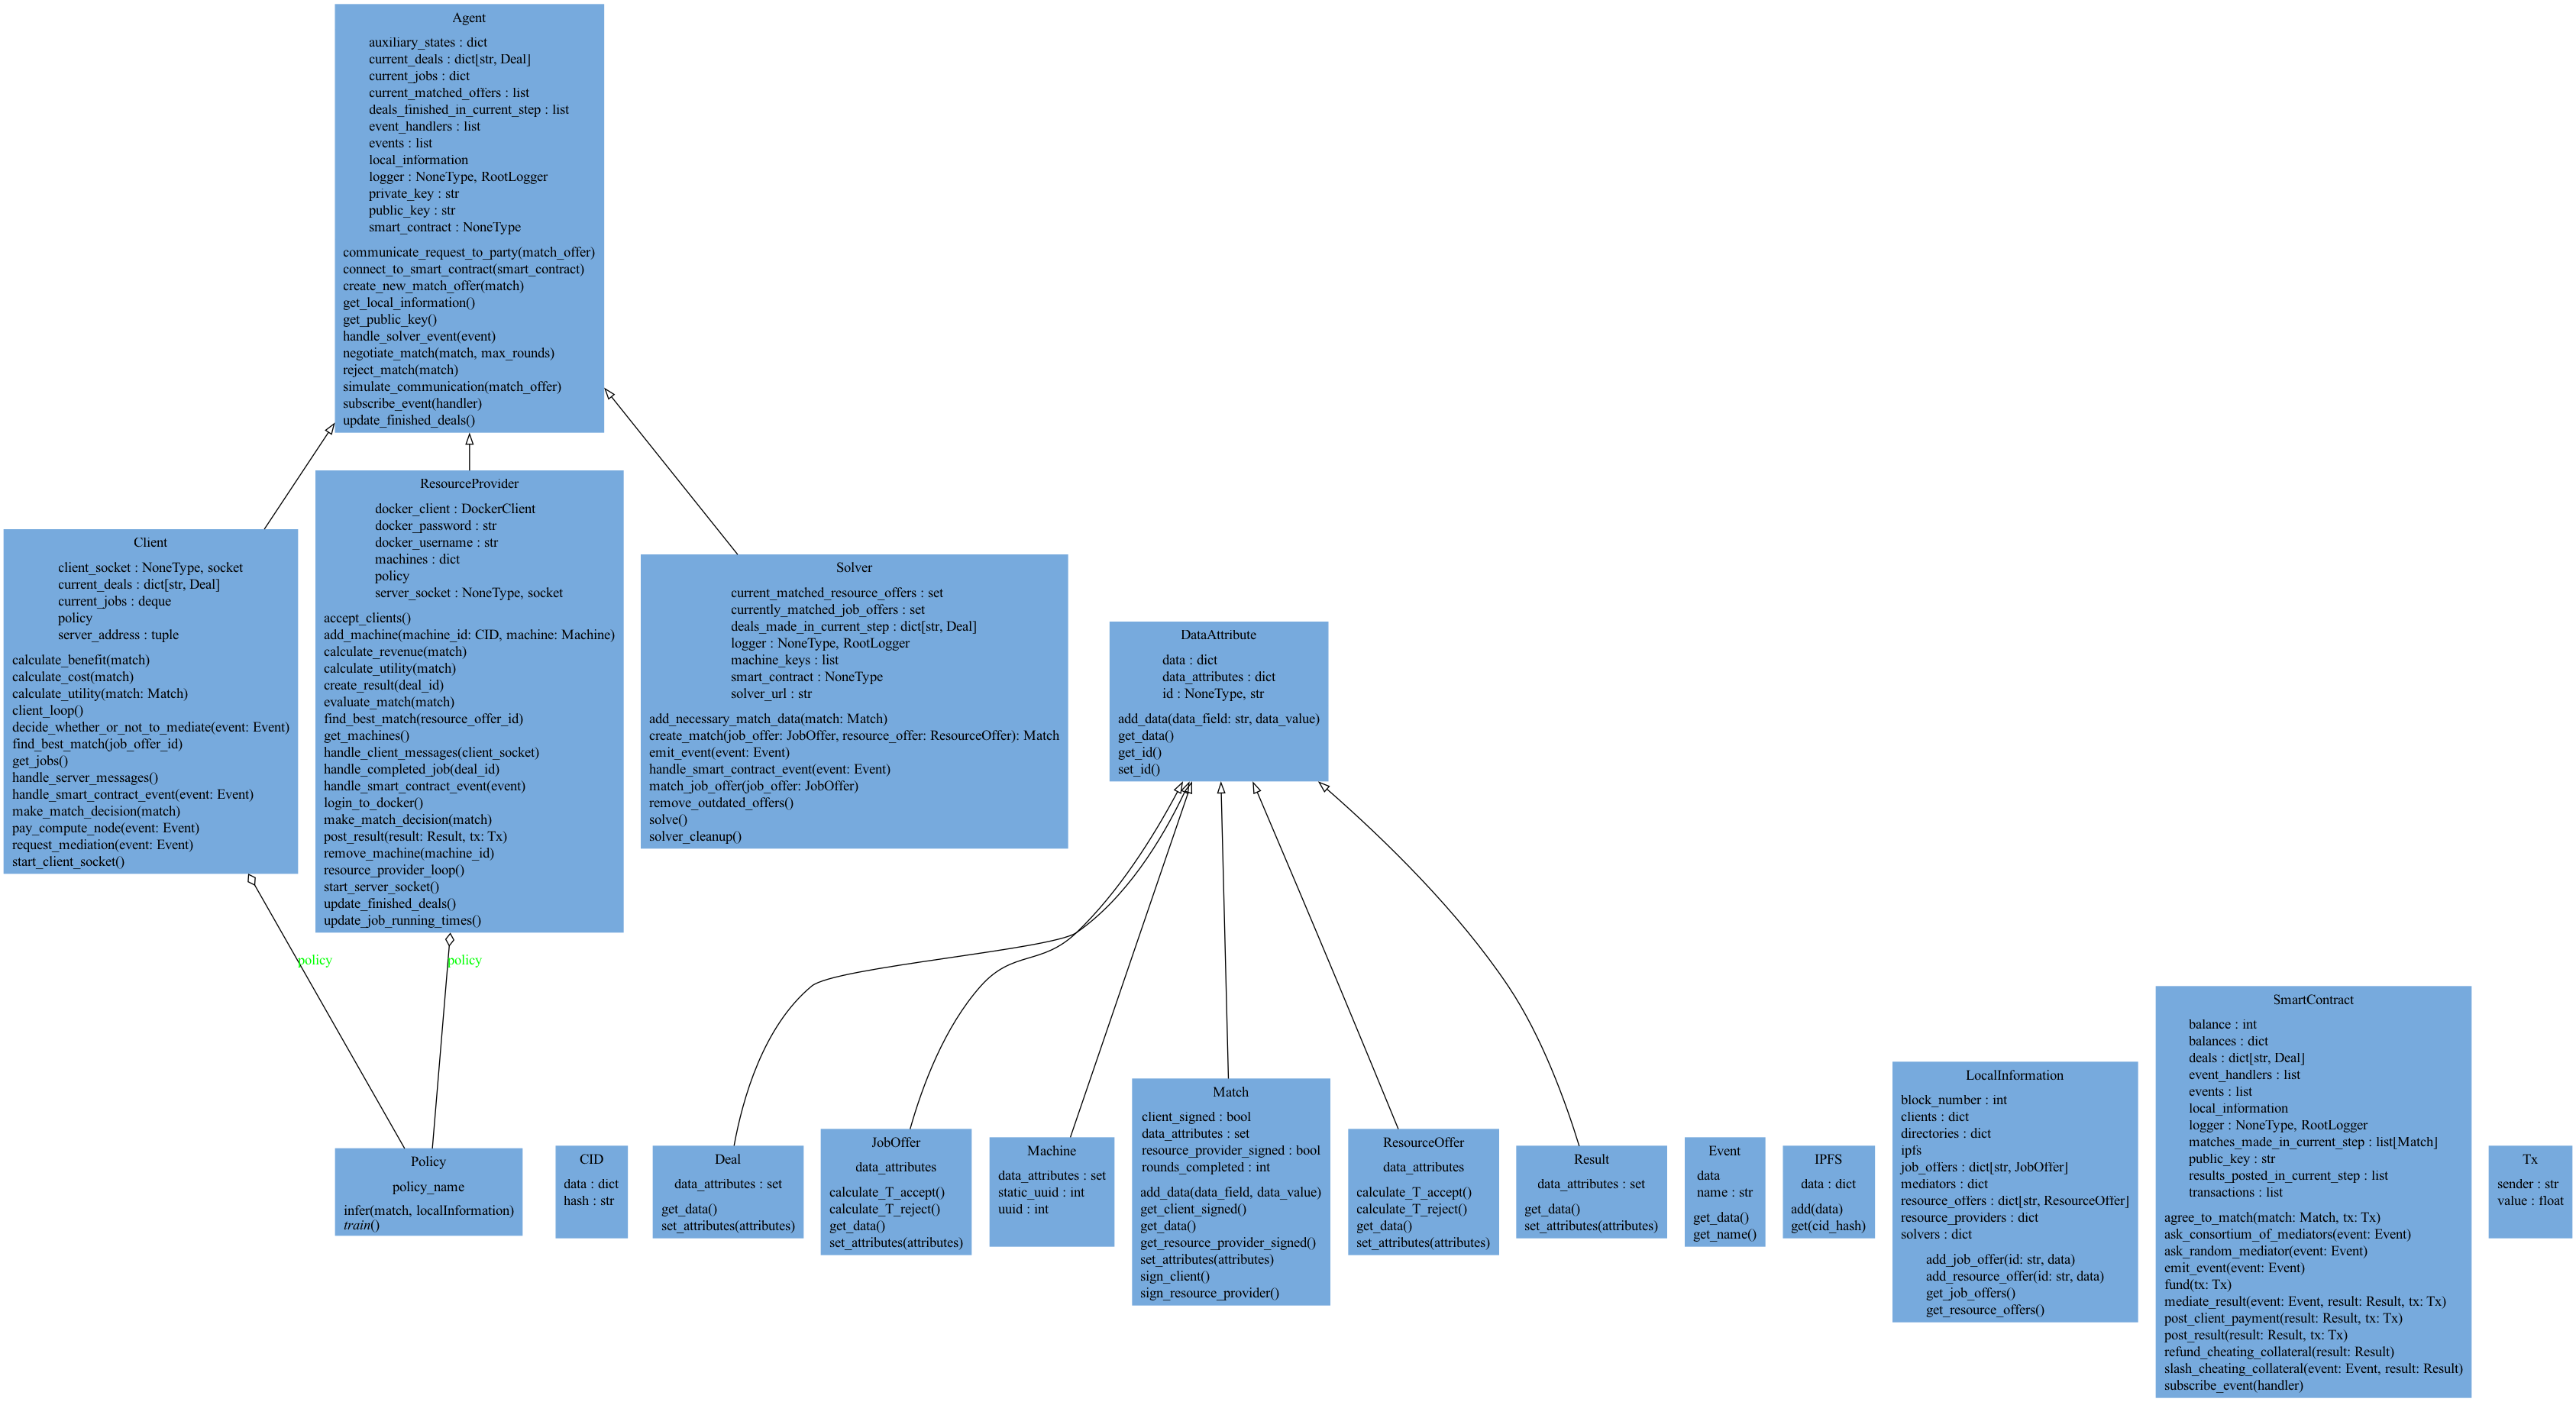 Agent
auxiliary_states : dict
current_deals : dict[str, Deal]
current_jobs : dict
current_matched_offers : list
deals_finished_in_current_step : list
event_handlers : list
events : list
local_information
logger : NoneType, RootLogger
private_key : str
public_key : str
smart_contract : NoneType
communicate_request_to_party(match_offer)
connect_to_smart_contract(smart_contract)
create_new_match_offer(match)
get_local_information()
get_public_key()
handle_solver_event(event)
negotiate_match(match, max_rounds)
reject_match(match)
simulate_communication(match_offer)
subscribe_event(handler)
update_finished_deals()
Client
client_socket : NoneType, socket
current_deals : dict[str, Deal]
current_jobs : deque
policy
server_address : tuple
calculate_benefit(match)
calculate_cost(match)
calculate_utility(match: Match)
client_loop()
decide_whether_or_not_to_mediate(event: Event)
find_best_match(job_offer_id)
get_jobs()
handle_server_messages()
handle_smart_contract_event(event: Event)
make_match_decision(match)
pay_compute_node(event: Event)
request_mediation(event: Event)
start_client_socket()
ResourceProvider
docker_client : DockerClient
docker_password : str
docker_username : str
machines : dict
policy
server_socket : NoneType, socket
accept_clients()
add_machine(machine_id: CID, machine: Machine)
calculate_revenue(match)
calculate_utility(match)
create_result(deal_id)
evaluate_match(match)
find_best_match(resource_offer_id)
get_machines()
handle_client_messages(client_socket)
handle_completed_job(deal_id)
handle_smart_contract_event(event)
login_to_docker()
make_match_decision(match)
post_result(result: Result, tx: Tx)
remove_machine(machine_id)
resource_provider_loop()
start_server_socket()
update_finished_deals()
update_job_running_times()
Solver
current_matched_resource_offers : set
currently_matched_job_offers : set
deals_made_in_current_step : dict[str, Deal]
logger : NoneType, RootLogger
machine_keys : list
smart_contract : NoneType
solver_url : str
add_necessary_match_data(match: Match)
create_match(job_offer: JobOffer, resource_offer: ResourceOffer): Match
emit_event(event: Event)
handle_smart_contract_event(event: Event)
match_job_offer(job_offer: JobOffer)
remove_outdated_offers()
solve()
solver_cleanup()
DataAttribute
data : dict
data_attributes : dict
id : NoneType, str
add_data(data_field: str, data_value)
get_data()
get_id()
set_id()
policy
policy
Policy
policy_name
infer(match, localInformation)
train()
CID
data : dict
hash : str
Deal
data_attributes : set
get_data()
set_attributes(attributes)
JobOffer
data_attributes
calculate_T_accept()
calculate_T_reject()
get_data()
set_attributes(attributes)
Machine
data_attributes : set
static_uuid : int
uuid : int
Match
client_signed : bool
data_attributes : set
resource_provider_signed : bool
rounds_completed : int
add_data(data_field, data_value)
get_client_signed()
get_data()
get_resource_provider_signed()
set_attributes(attributes)
sign_client()
sign_resource_provider()
ResourceOffer
data_attributes
calculate_T_accept()
calculate_T_reject()
get_data()
set_attributes(attributes)
Result
data_attributes : set
get_data()
set_attributes(attributes)
Event
data
name : str
get_data()
get_name()
IPFS
data : dict
add(data)
get(cid_hash)
LocalInformation
block_number : int
clients : dict
directories : dict
ipfs
job_offers : dict[str, JobOffer]
mediators : dict
resource_offers : dict[str, ResourceOffer]
resource_providers : dict
solvers : dict
add_job_offer(id: str, data)
add_resource_offer(id: str, data)
get_job_offers()
get_resource_offers()
SmartContract
balance : int
balances : dict
deals : dict[str, Deal]
event_handlers : list
events : list
local_information
logger : NoneType, RootLogger
matches_made_in_current_step : list[Match]
public_key : str
results_posted_in_current_step : list
transactions : list
agree_to_match(match: Match, tx: Tx)
ask_consortium_of_mediators(event: Event)
ask_random_mediator(event: Event)
emit_event(event: Event)
fund(tx: Tx)
mediate_result(event: Event, result: Result, tx: Tx)
post_client_payment(result: Result, tx: Tx)
post_result(result: Result, tx: Tx)
refund_cheating_collateral(result: Result)
slash_cheating_collateral(event: Event, result: Result)
subscribe_event(handler)
Tx
sender : str
value : float